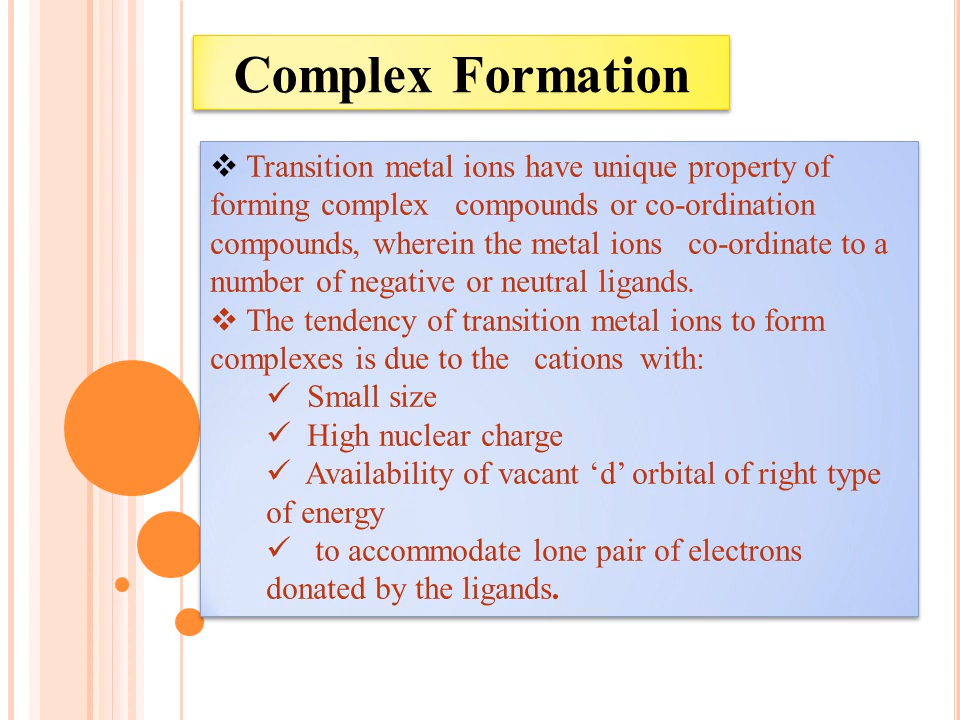 Complex Formation
❖ Transition metal ions have unique property of
forming complex compounds or co-ordination
compounds, wherein the metal ions co-ordinate to a
number of negative or neutral ligands.
❖ The tendency of transition metal ions to form
complexes is due to the cations with:
✓ Small size
✓ High nuclear charge
✓ Availability of vacant ‘d’ orbital of right type
of energy
✓ to accommodate lone pair of electrons
donated by the ligands.